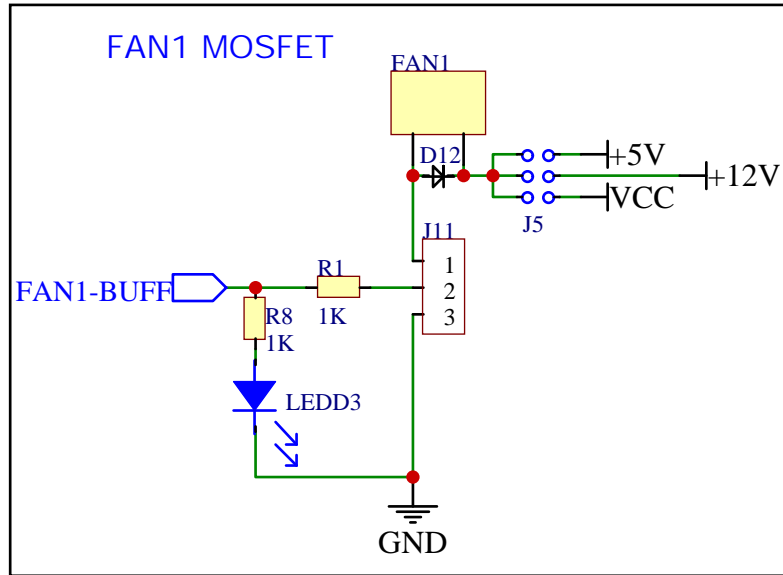 FAN1 MOSFET
FAN1
D12
+5V
+12V
VCC
J5
J11
1
2
3
R1
1K
FAN1-BUFF
R8
1K
LEDD3
GND